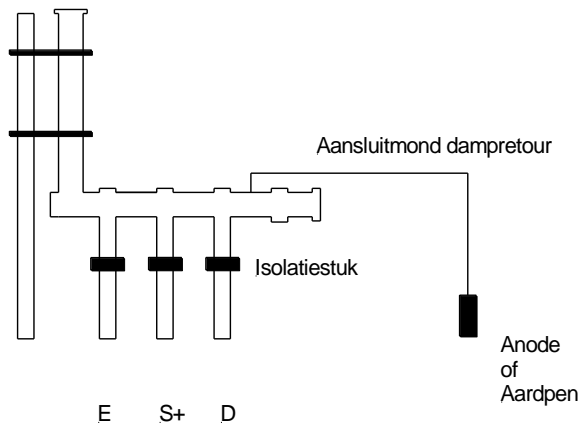 Aansluitmond dampretour
Isolatiestuk
Anode
of
Aardpen
E S+ D